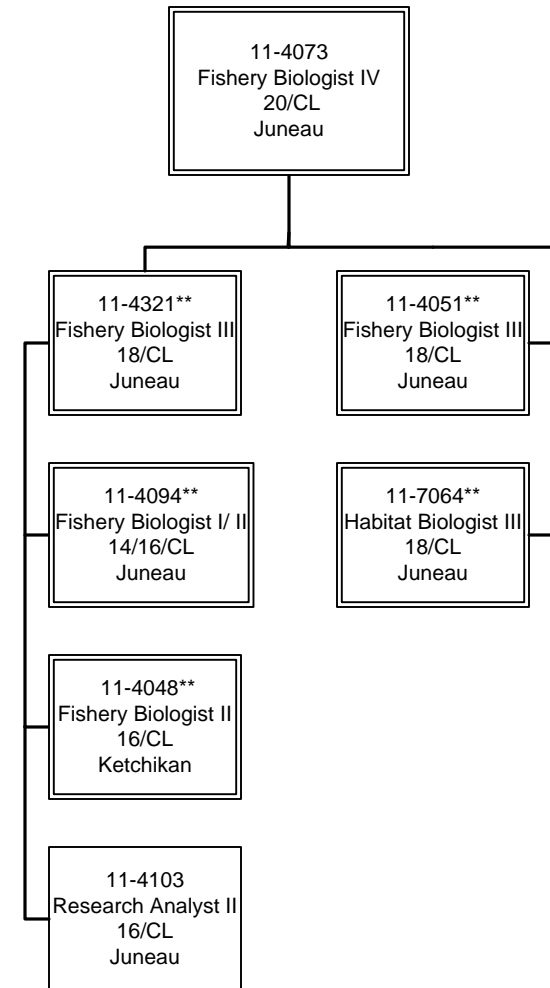 11-4073
Fishery Biologist IV
20/CL
Juneau
11-4321**
Fishery Biologist III
18/CL
Juneau
11-4051**
Fishery Biologist III
18/CL
Juneau
11-4094**
Fishery Biologist I/ II
14/16/CL
Juneau
11-7064**
Habitat Biologist III
18/CL
Juneau
11-4048**
Fishery Biologist II
16/CL
Ketchikan
11-4103
Research Analyst II
16/CL
Juneau